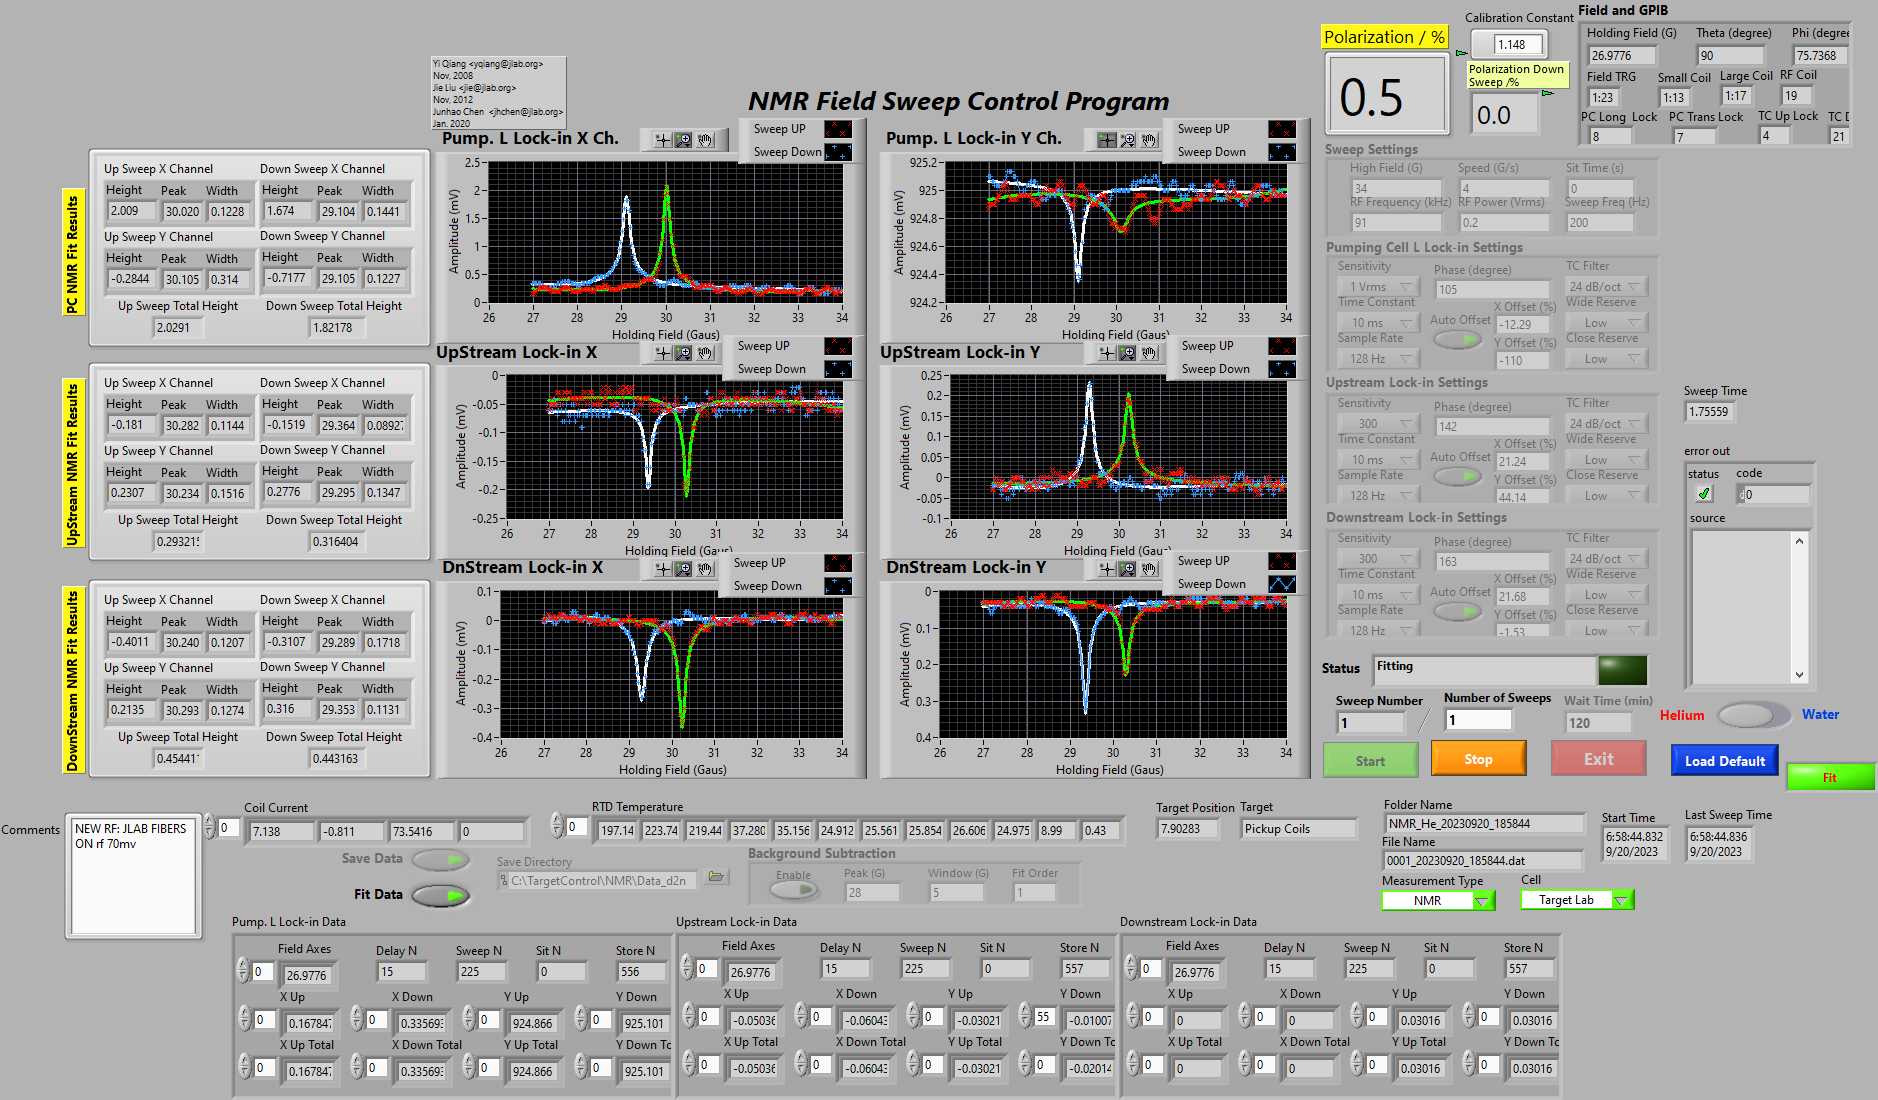 Yi Qiang <yqiang@jlab.org>
Nov, 2008
Jie Liu <jie@jlab.org>
Nov, 2012
Junhao Chen <jhchen@jlab.org>
Jan. 2020
NMR Field Sweep Control Program
Polarization / %
0.5
Calibration Constant
1.148
Polarization Down
Sweep /%
0.0
Field and GPIB
Holding Field (G) Theta (degree) Phi (degree
26.9776 90 75.7368
Field TRG Small Coil Large Coil RF Coil
1:23 1:13 1:17 19
PC Long Lock PC Trans Lock TC Up Lock TC D
8 7 4 21
PC NMR Fit Results
Up Sweep X Channel Down Sweep X Channel
Height Peak Width Height Peak Width
2.009 30.020 0.1228 1.674 29.104 0.1441
Up Sweep Y Channel Down Sweep Y Channel
Height Peak Width Height Peak Width
-0.2844 30.105 0.314 -0.7177 29.105 0.1227
Up Sweep Total Height Down Sweep Total Height
2.0291 1.82178
UpStream NMR Fit Results
Up Sweep X Channel Down Sweep X Channel
Height Peak Width Height Peak Width
-0.181 30.282 0.1144 -0.1519 29.364 0.08927
Up Sweep Y Channel Down Sweep Y Channel
Height Peak Width Height Peak Width
0.2307 30.234 0.1516 0.2776 29.295 0.1347
Up Sweep Total Height Down Sweep Total Height
0.29321 0.316404
DownStream NMR Fit Results
Up Sweep X Channel Down Sweep X Channel
Height Peak Width Height Peak Width
-0.4011 30.240 0.1207 -0.3107 29.289 0.1718
Up Sweep Y Channel Down Sweep Y Channel
Height Peak Width Height Peak Width
0.2135 30.293 0.1274 0.316 29.353 0.1131
Up Sweep Total Height Down Sweep Total Height
0.45441 0.443163
Pump. L Lock-in X Ch.
Sweep UP
Sweep Down
Amplitude (mV)
2.5
2
1.5
1
0.5
0
26 27 28 29 30 31 32 33 34
Holding Field (Gaus)
Pump. L Lock-in Y Ch.
Sweep UP
Sweep Down
Amplitude (mV)
925.2
925
924.8
924.6
924.4
924.2
26 27 28 29 30 31 32 33 34
Holding Field (Gaus)
UpStream Lock-in X
Sweep UP
Sweep Down
Amplitude (mV)
0
-0.05
-0.1
-0.15
-0.2
-0.25
26 27 28 29 30 31 32 33 34
Holding Field (Gaus)
UpStream Lock-in Y
Sweep UP
Sweep Down
Amplitude (mV)
0.25
0.2
0.15
0.1
0.05
0
-0.05
-0.1
26 27 28 29 30 31 32 33 34
Holding Field (Gaus)
DnStream Lock-in X
Sweep UP
Sweep Down
Amplitude (mV)
0.1
0
-0.1
-0.2
-0.3
-0.4
26 27 28 29 30 31 32 33 34
Holding Field (Gaus)
DnStream Lock-in Y
Sweep UP
Sweep Down
Amplitude (mV)
0
0.1
0.2
0.3
0.4
26 27 28 29 30 31 32 33 34
Holding Field (Gaus)
Sweep Settings
High Field (G) Speed (G/s) Sit Time (s)
34 4 0
RF Frequency (kHz) RF Power (Vrms) Sweep Freq (Hz)
91 0.2 200
Pumping Cell L Lock-in Settings
Sensitivity Phase (degree) TC Filter
1 Vrms 105 24 dB/oct
Time Constant X Offset (%) Wide Reserve
10 ms Auto Offset -12.29 Low
Sample Rate Y Offset (%) Close Reserve
128 Hz -110 Low
Upstream Lock-in Settings
Sensitivity Phase (degree) TC Filter
300 142 24 dB/oct
Time Constant X Offset (%) Wide Reserve
10 ms Auto Offset 21.24 Low
Sample Rate Y Offset (%) Close Reserve
128 Hz 44.14 Low
Downstream Lock-in Settings
Sensitivity Phase (degree) TC Filter
300 163 24 dB/oct
Time Constant X Offset (%) Wide Reserve
10 ms Auto Offset 21.68 Low
Sample Rate Y Offset (%) Close Reserve
128 Hz -1.53 Low
Sweep Time
1.75559
error out
status code
0
source
Status Fitting
Sweep Number Number of Sweeps Wait Time (min)
1 / 1 120
Helium Water
Start Stop Exit Load Default Fit
Comments
NEW RF: JLAB FIBERS
ON rf 70mv
Coil Current
0 7.138 -0.811 73.5416 0
RTD Temperature
0 197.14 223.74 219.44 37.280 35.156 24.912 25.561 25.854 26.606 24.975 8.99 0.43
Target Position Target
7.90283 Pickup Coils
Save Data
Fit Data
Save Directory
C:\TargetControl\NMR\Data_d2n
Background Subtraction
Enable Peak (G) Window (G) Fit Order
28 5 1
Folder Name
NMR_He_20230920_185844
File Name
0001_20230920_185844.dat
Measurement Type Cell
NMR Target Lab
Start Time Last Sweep Time
6:58:44.832 6:58:44.836
9/20/2023 9/20/2023
Pump. L Lock-in Data
Field Axes Delay N Sweep N Sit N Store N
0 26.9776 15 225 0 556
X Up X Down Y Up Y Down
0 0.167847 0 0.335693 0 924.866 0 925.101
X Up Total X Down Total Y Up Total Y Down To
0 0.167847 0 0.335693 0 924.866 0 925.101
Upstream Lock-in Data
Field Axes Delay N Sweep N Sit N Store N
0 26.9776 15 225 0 557
X Up X Down Y Up Y Down
0 -0.05036 0 -0.06043 0 -0.03021 55 -0.01007
X Up Total X Down Total Y Up Total Y Down To
0 -0.05036 0 -0.06043 0 -0.03021 0 -0.02014
Downstream Lock-in Data
Field Axes Delay N Sweep N Sit N Store N
0 26.9776 15 225 0 557
X Up X Down Y Up Y Down
0 0 0 0 0 0.03016 0 0.03016
X Up Total X Down Total Y Up Total Y Down To
0 0 0 0 0 0.03016 0 0.03016